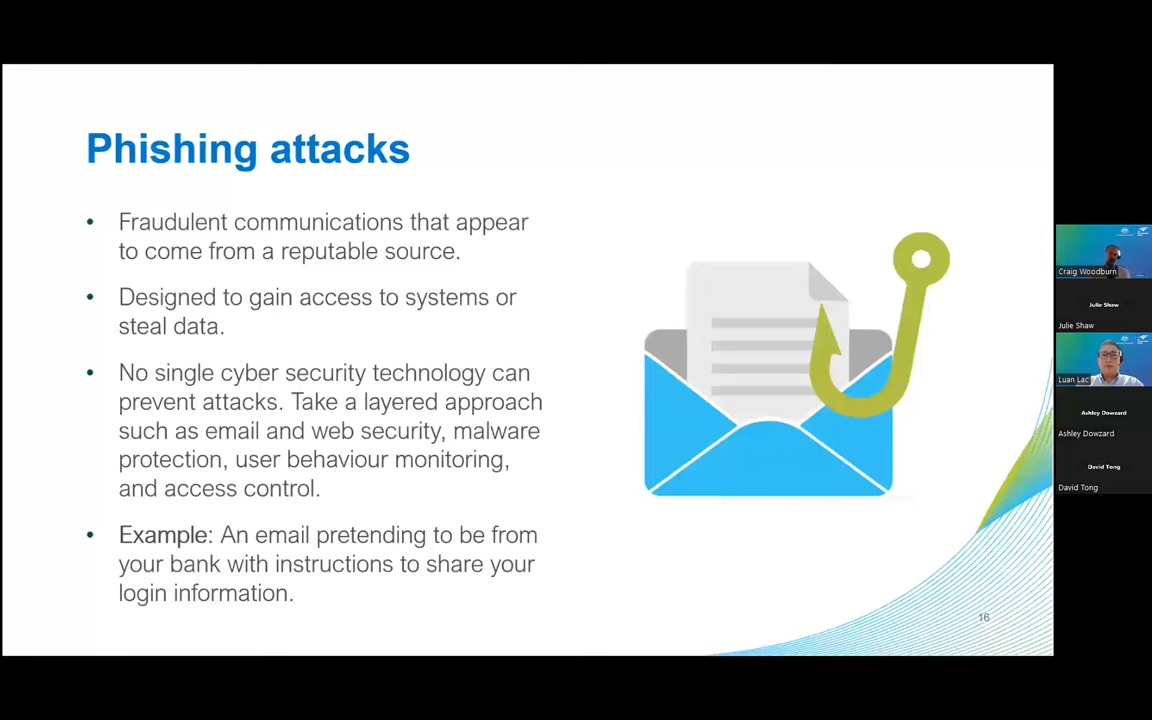 Phishing attacks
• Fraudulent communications that appear
to come from a reputable source.
• Designed to gain access to systems or
steal data.
• No single cyber security technology can
prevent attacks. Take a layered approach
such as email and web security, malware
protection, user behaviour monitoring,
and access control.
• Example: An email pretending to be from
your bank with instructions to share your
login information.
16
Craig Woodburn
Julie Shaw
Julie Shaw
Luan Lac
Ashley Dowzard
Ashley Dowzard
David Tong
David Tong